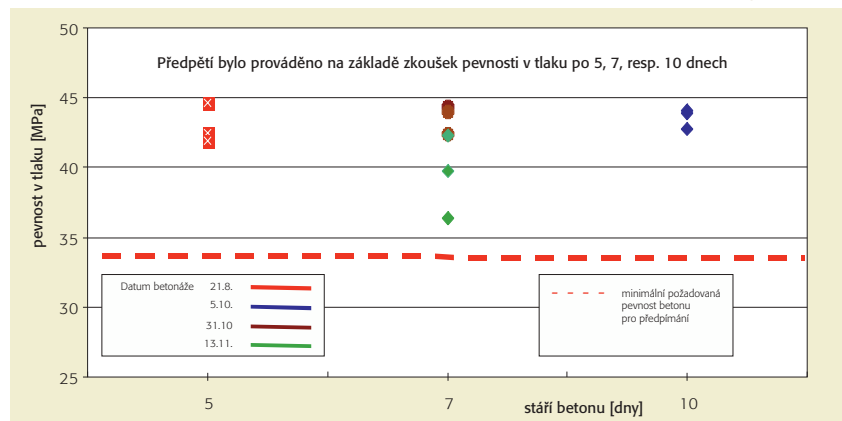 Předpětí bylo prováděno na základě zkoušek pevnosti v tlaku po 5, 7, resp. 10 dnech
pevnost v tlaku [MPa]
50
45
40
35
30
25
Datum betonáže 21.8.
5.10.
31.10
13.11.
minimální požadovaná
pevnost betonu
pro předpímání
5
7
10
stáří betonu [dny]